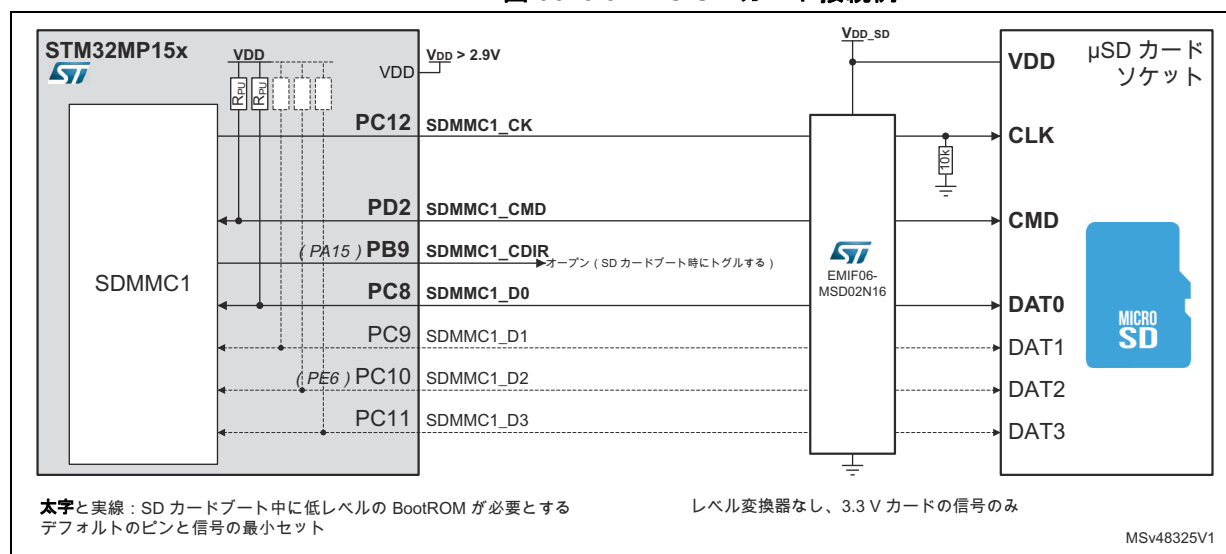 STM32MP15x
VDD
VDD > 2.9V
VDD
VDD_SD
VDD
µSD カード
ソケット
RPU
RPU
PC12 SDMMC1_CK
CLK
10k
PD2 SDMMC1_CMD
CMD
( PA15 ) PB9 SDMMC1_CDIR
オープン ( SD カードブート時にトグルする )
SDMMC1
EMIF06-
MSD02N16
PC8 SDMMC1_D0
DAT0
PC9 SDMMC1_D1
DAT1
( PE6 ) PC10 SDMMC1_D2
DAT2
PC11 SDMMC1_D3
DAT3
MICRO
SD
太字と実線 : SD カードブート中に低レベルの BootROM が必要とする
デフォルトのピンと信号の最小セット
レベル変換器なし、3.3 V カードの信号のみ
MSv48325V1